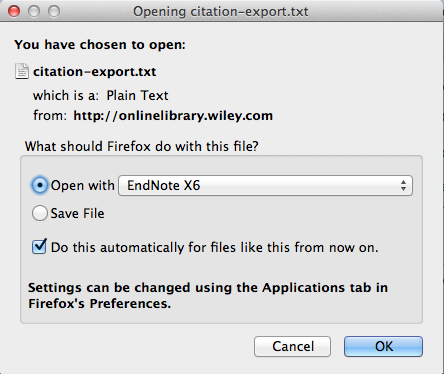 Opening citation-export.txt
You have chosen to open:
citation-export.txt
which is a: Plain Text
from: http://onlinelibrary.wiley.com
What should Firefox do with this file?
Open with EndNote X6
Save File
Do this automatically for files like this from now on.
Settings can be changed using the Applications tab in
Firefox's Preferences.
Cancel OK